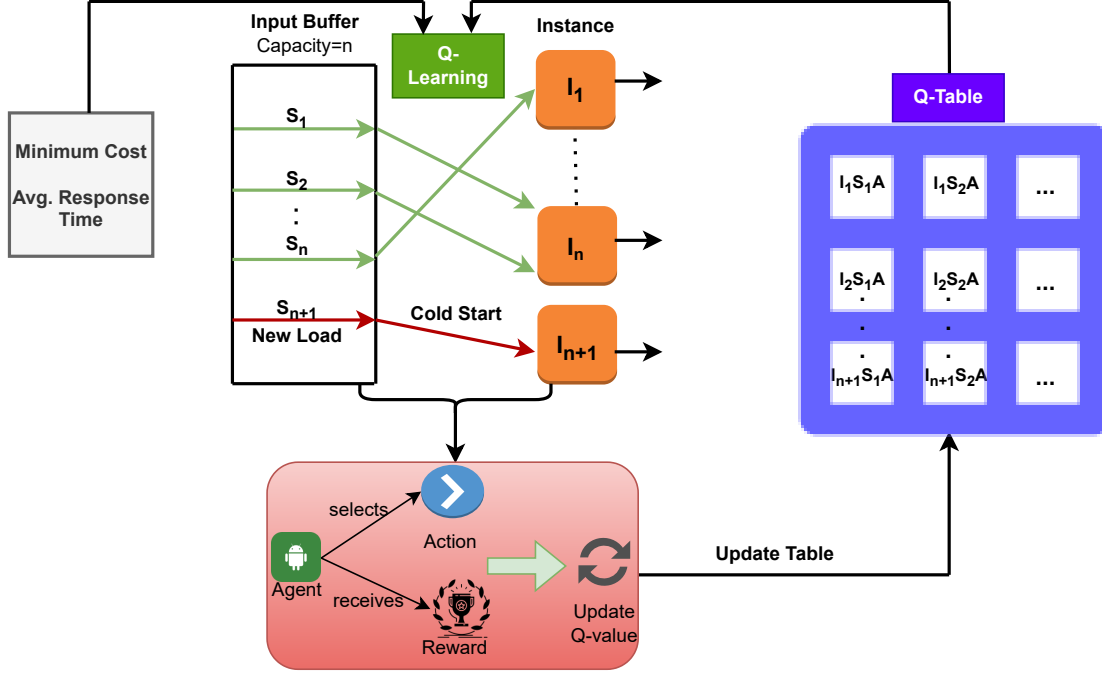 Input Buffer
Capacity=n
Q-
Learning
Instance
Minimum Cost
Avg. Response
Time
S1
S2
Sn
Sn+1
New Load
Cold Start
I1
In
In+1
Q-Table
I1S1A
I1S2A
...
I2S1A
I2S2A
...
In+1S1A
In+1S2A
...
selects
Action
Agent
receives
Reward
Update
Q-value
Update Table